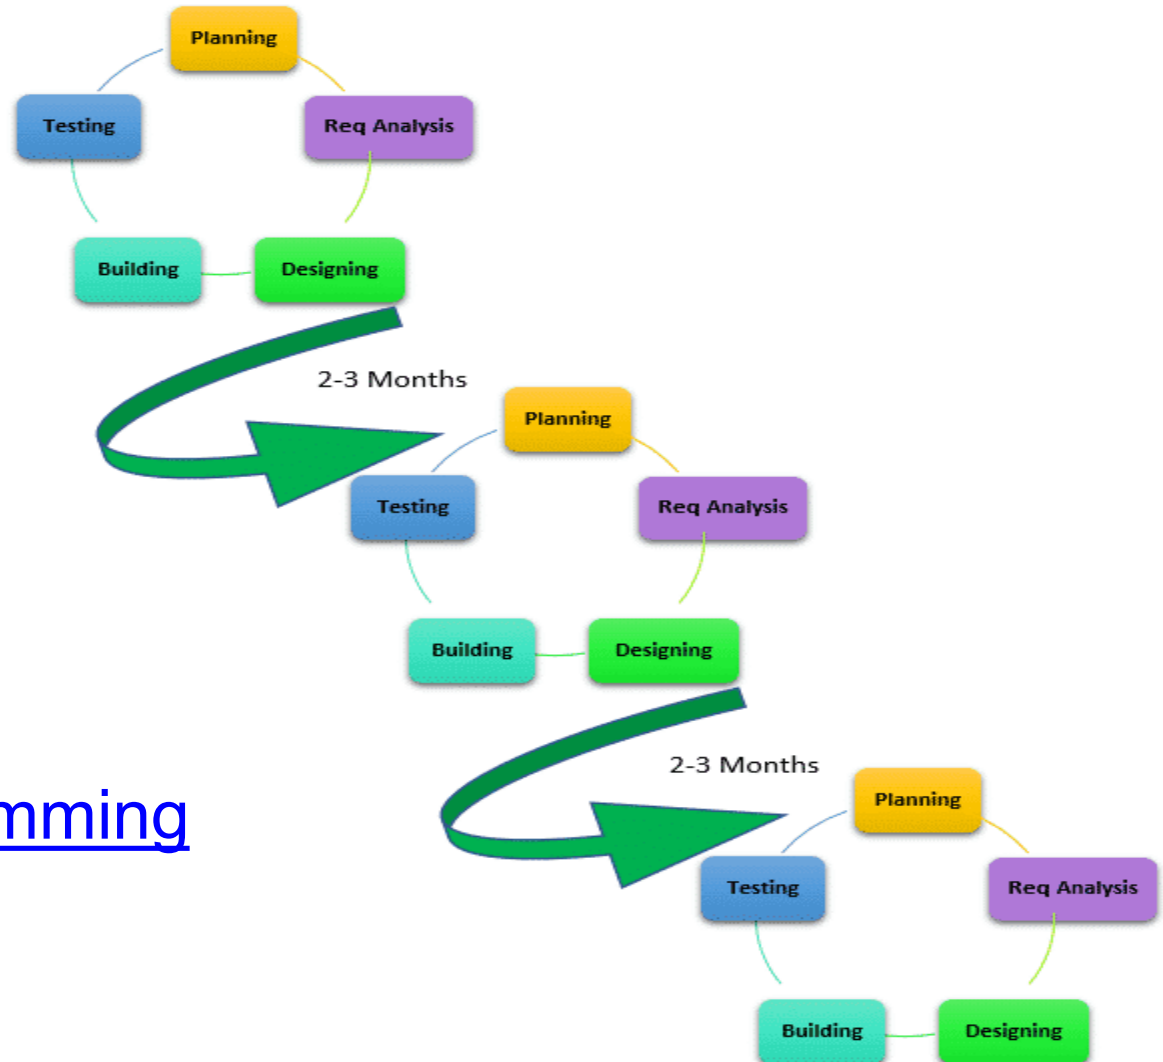 Planning
Testing
Req Analysis
Building
Designing
2-3 Months
Planning
Testing
Req Analysis
Building
Designing
2-3 Months
mming
Planning
Testing
Req Analysis
Building
Designing